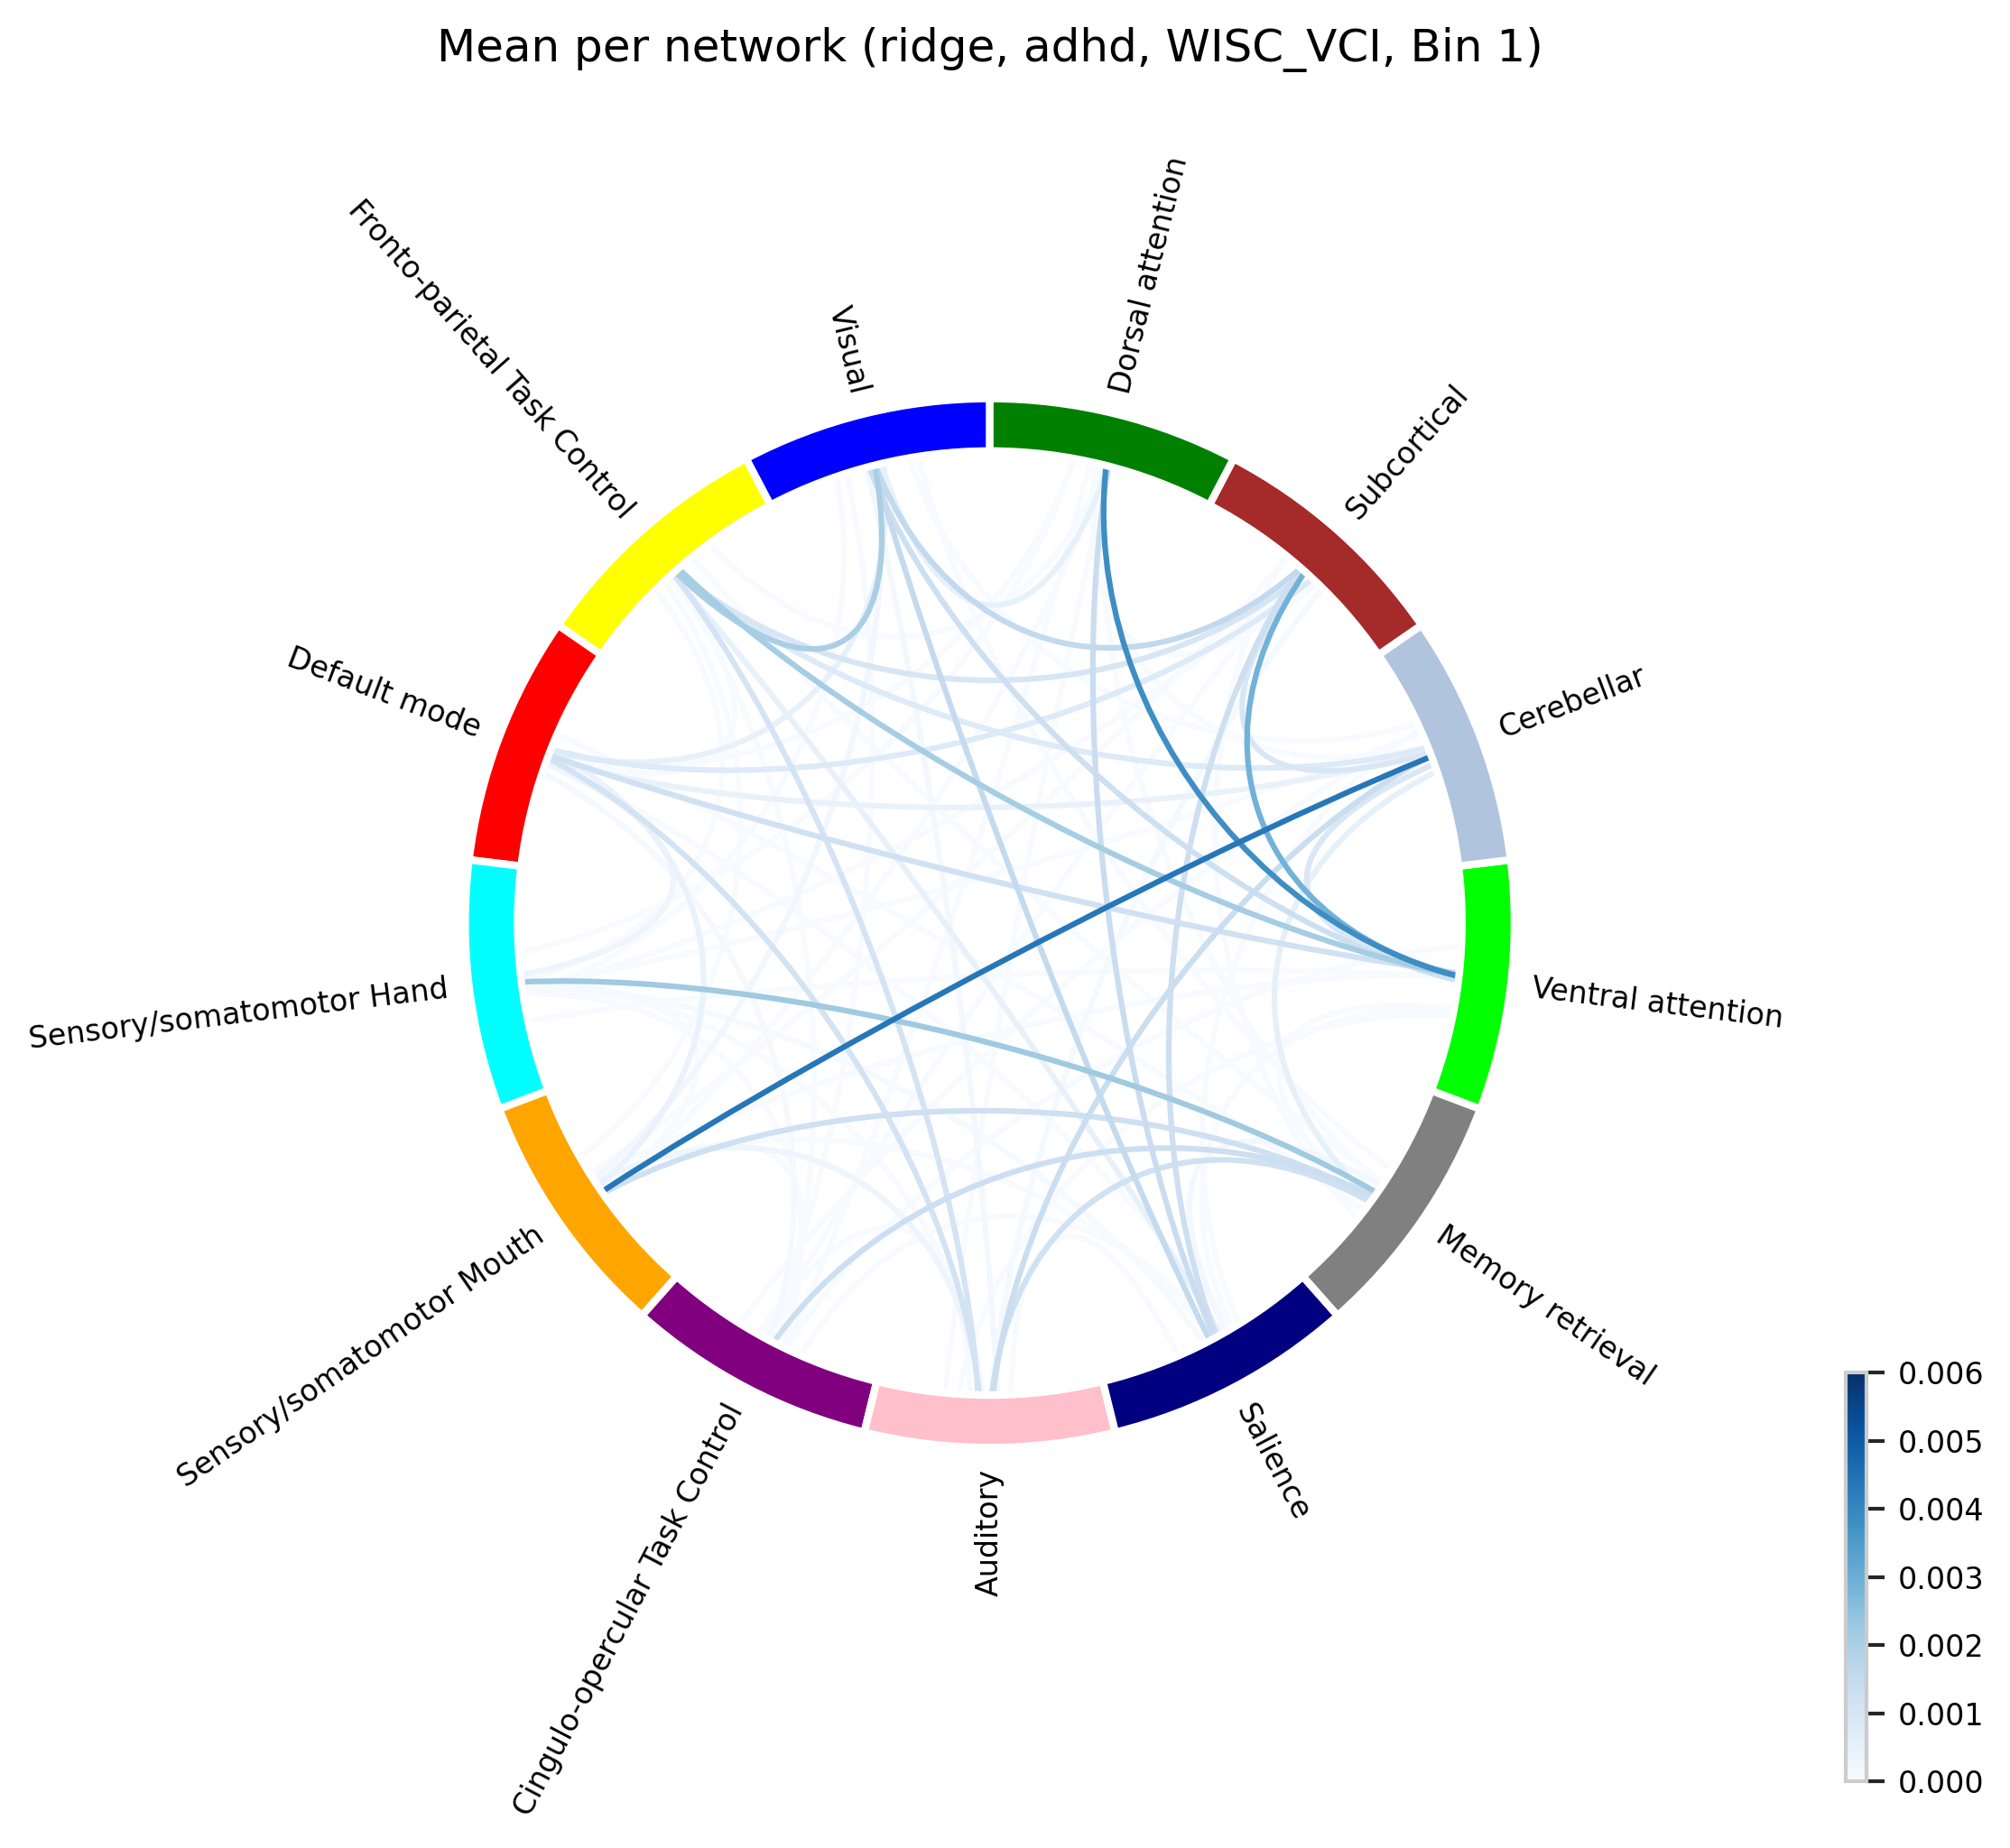 Mean per network (ridge, adhd, WISC_VCI, Bin 1)
Dorsal attention
Fronto-parietal Task Control
Visual
Subcortical
Default mode
Cerebellar
Sensory/somatomotor Hand
Ventral attention
Sensory/somatomotor Mouth
Memory retrieval
Cingulo-opercular Task Control
Auditory
Salience
0.006
0.005
0.004
0.003
0.002
0.001
0.000